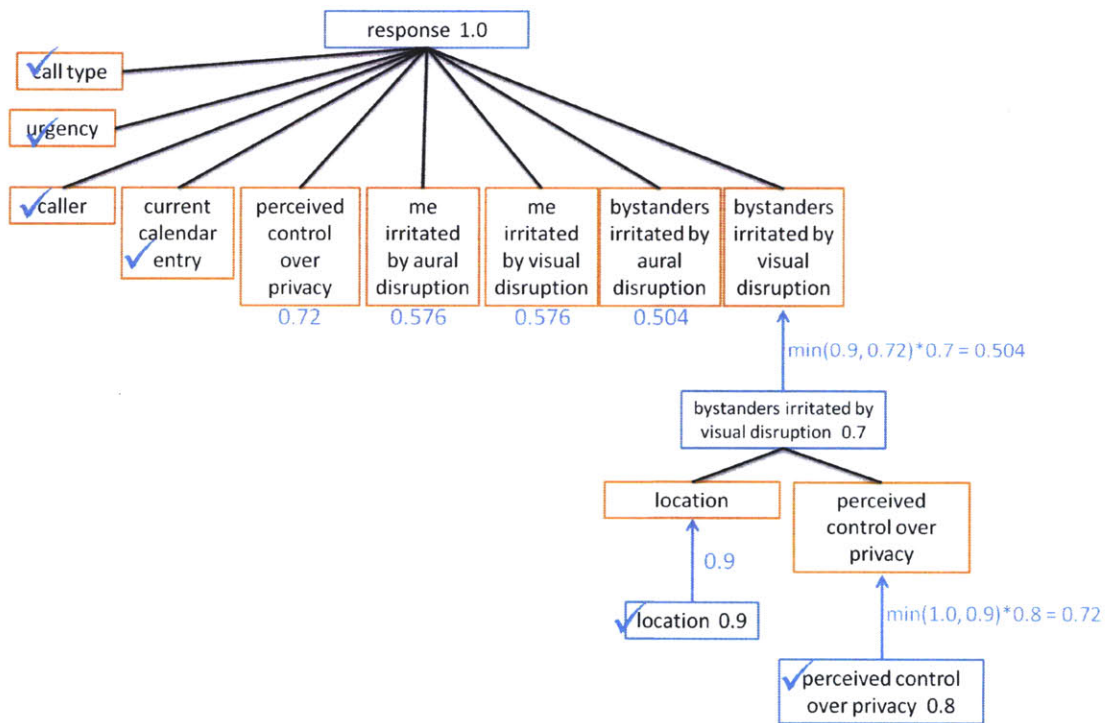 response 1.0
call type
urgency
caller
current
calendar
entry
perceived
control
over
privacy
0.72
me
irritated
by aural
disruption
0.576
me
irritated
by visual
disruption
0.576
bystanders
irritated by
aural
disruption
0.504
bystanders
irritated by
visual
disruption
min(0.9, 0.72)*0.7 = 0.504
bystanders irritated by
visual disruption 0.7
location
perceived
control over
privacy
0.9
location 0.9
min(1.0, 0.9)*0.8 = 0.72
perceived control
over privacy 0.8